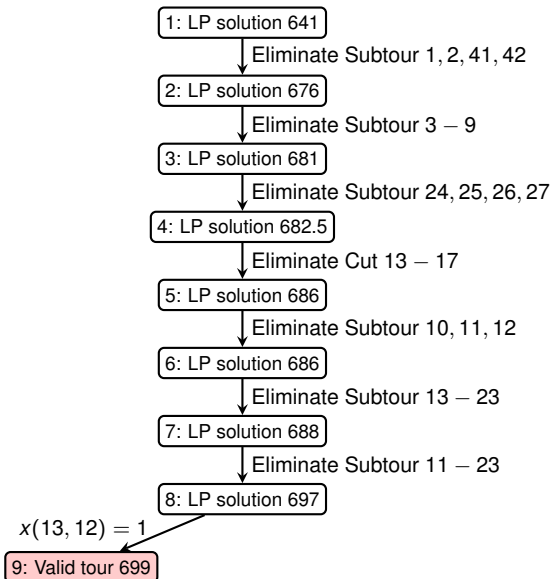 1: LP solution 641
Eliminate Subtour 1, 2, 41, 42
2: LP solution 676
Eliminate Subtour 3 − 9
3: LP solution 681
Eliminate Subtour 24, 25, 26, 27
4: LP solution 682.5
Eliminate Cut 13 − 17
5: LP solution 686
Eliminate Subtour 10, 11, 12
6: LP solution 686
Eliminate Subtour 13 − 23
7: LP solution 688
Eliminate Subtour 11 − 23
8: LP solution 697
x(13, 12) = 1
9: Valid tour 699